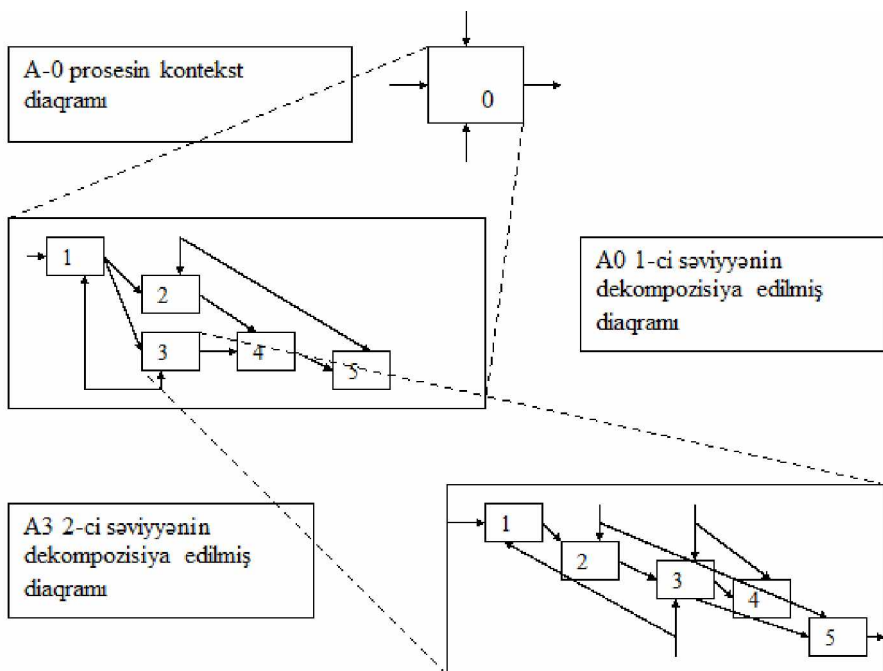 A-0 prosesin kontekst
diaqramı
0
1
2
3
4
5
A0 1-ci səviyyənin
dekompozisiya edilmiş
diaqramı
A3 2-ci səviyyənin
dekompozisiya edilmiş
diaqramı
1
2
3
4
5